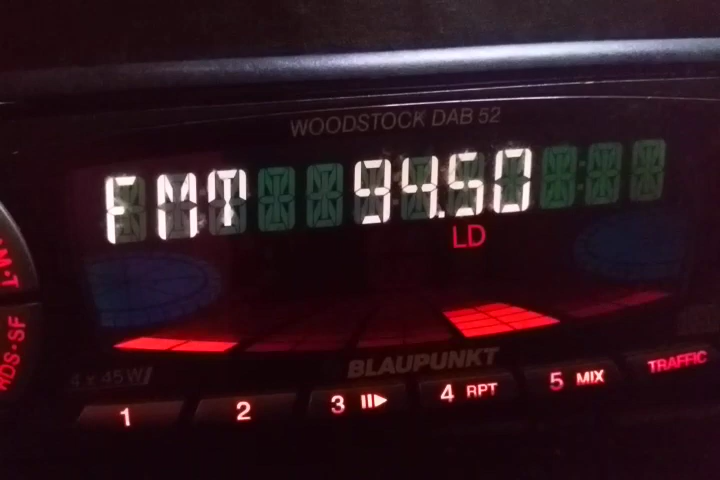 WOODSTOCK DAB 52
FMT 94.50
LD
T·M·
RDS·SF
4 x 45W
BLAUPUNKT
1 2 3 4 RPT 5 MIX TRAFFIC